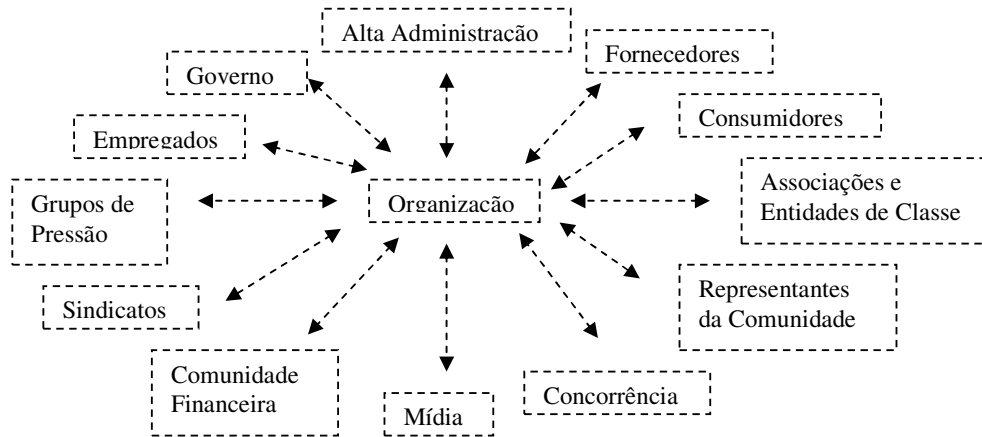 Alta Administração
Fornecedores
Governo
Consumidores
Empregados
Associações e
Entidades de Classe
Grupos de
Pressão
Organização
Representantes
da Comunidade
Sindicatos
Comunidade
Financeira
Mídia
Concorrência